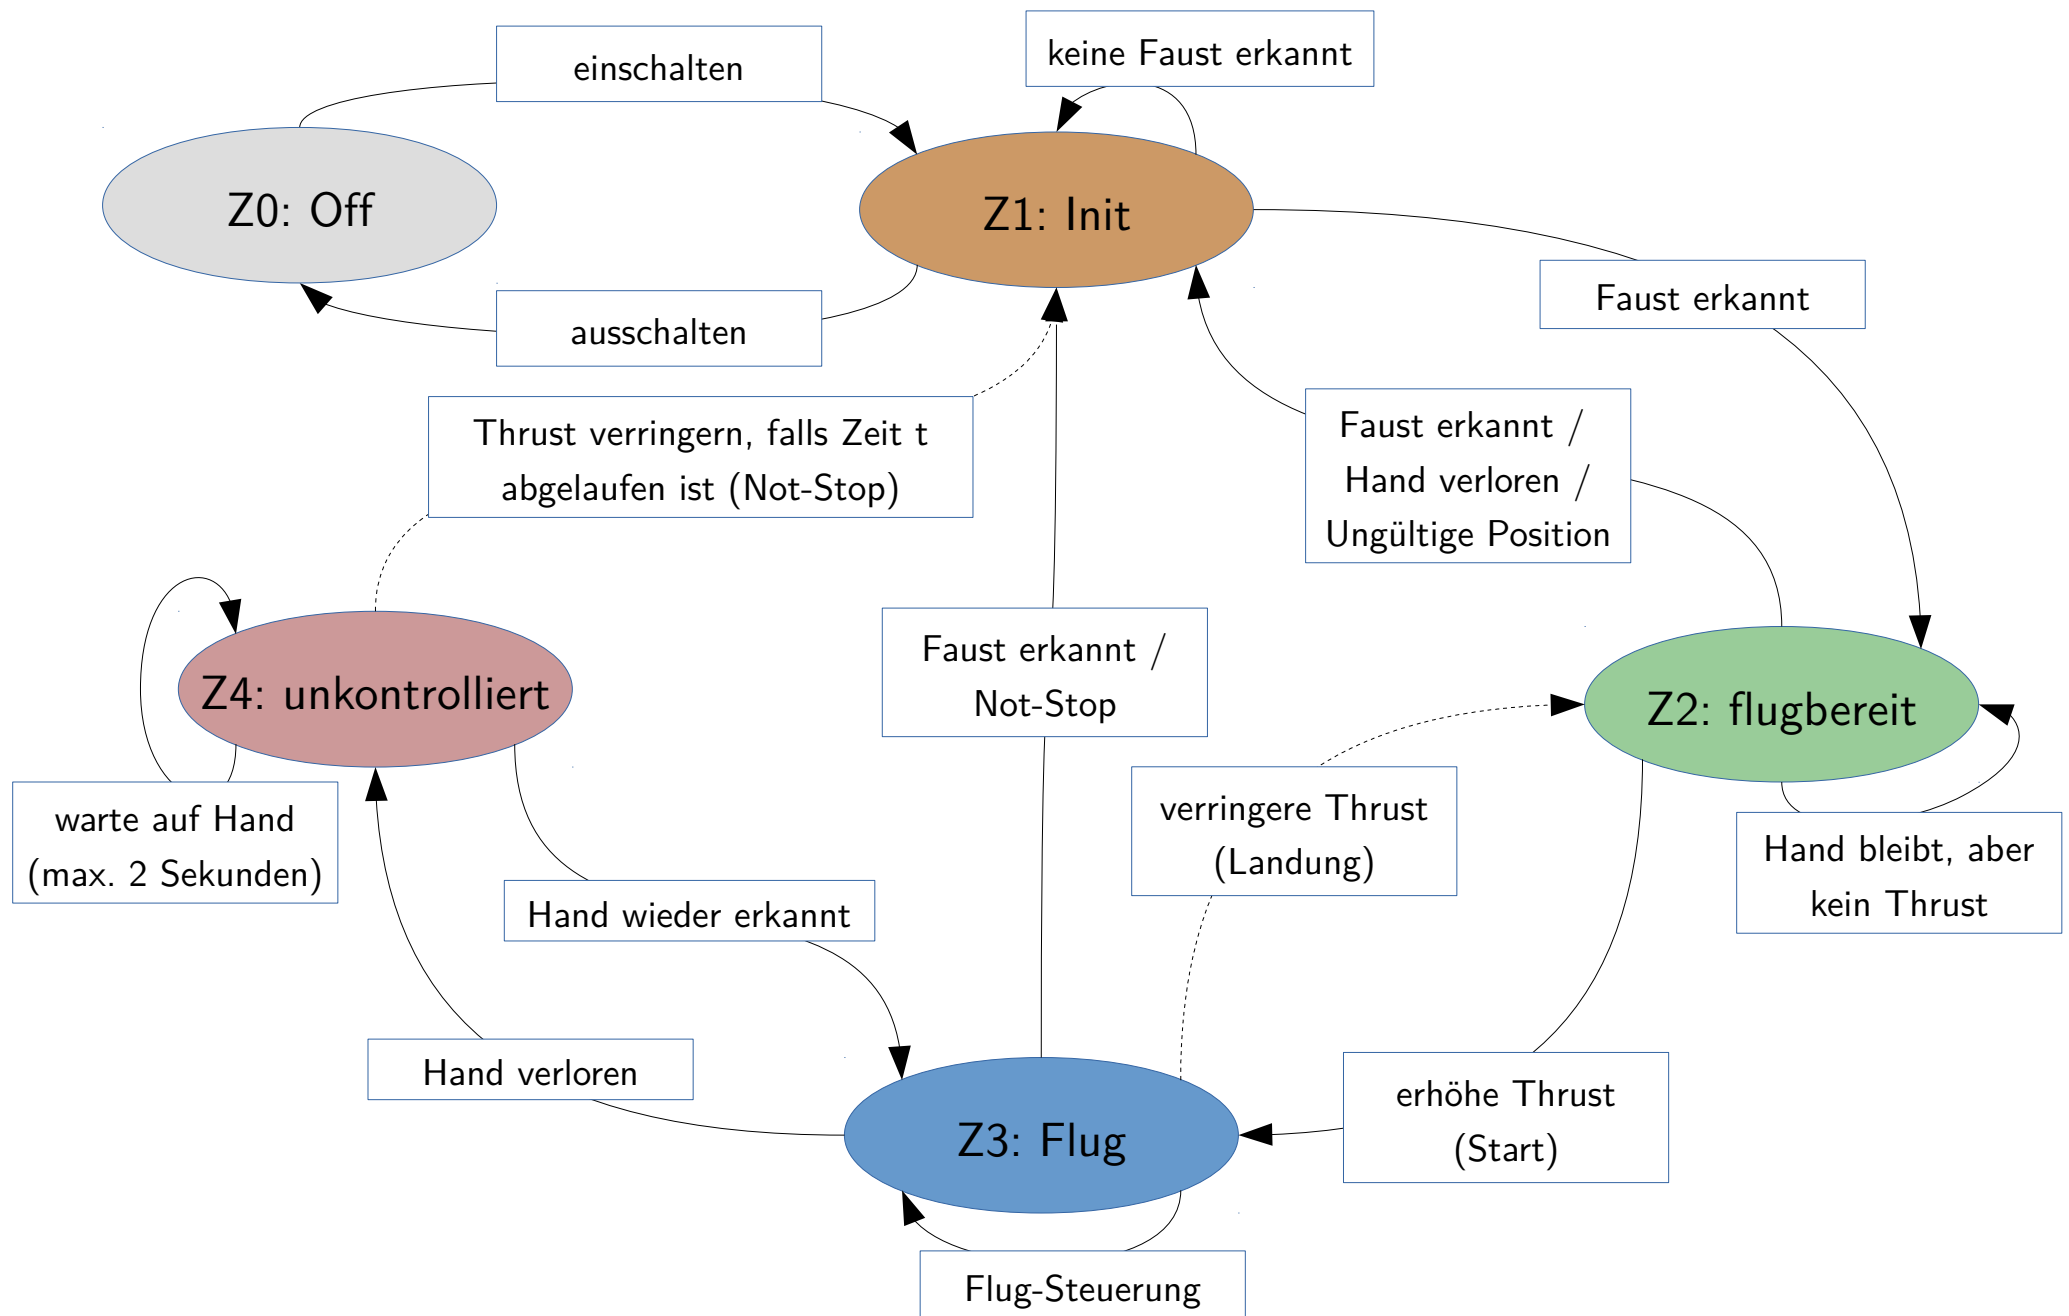 einschalten
keine Faust erkannt
Z0: Off
Z1: Init
Faust erkannt
ausschalten
Thrust verringern, falls Zeit t
abgelaufen ist (Not-Stop)
Faust erkannt /
Hand verloren /
Ungültige Position
Faust erkannt /
Not-Stop
Z4: unkontrolliert
Z2: flugbereit
warte auf Hand
(max. 2 Sekunden)
verringere Thrust
(Landung)
Hand bleibt, aber
kein Thrust
Hand wieder erkannt
Hand verloren
erhöhe Thrust
(Start)
Z3: Flug
Flug-Steuerung